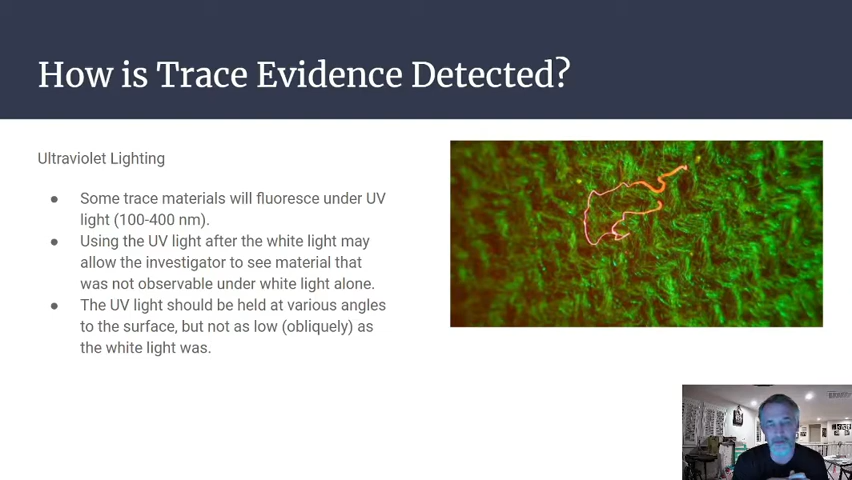 How is Trace Evidence Detected?
Ultraviolet Lighting
● Some trace materials will fluoresce under UV
light (100-400 nm).
● Using the UV light after the white light may
allow the investigator to see material that
was not observable under white light alone.
● The UV light should be held at various angles
to the surface, but not as low (obliquely) as
the white light was.